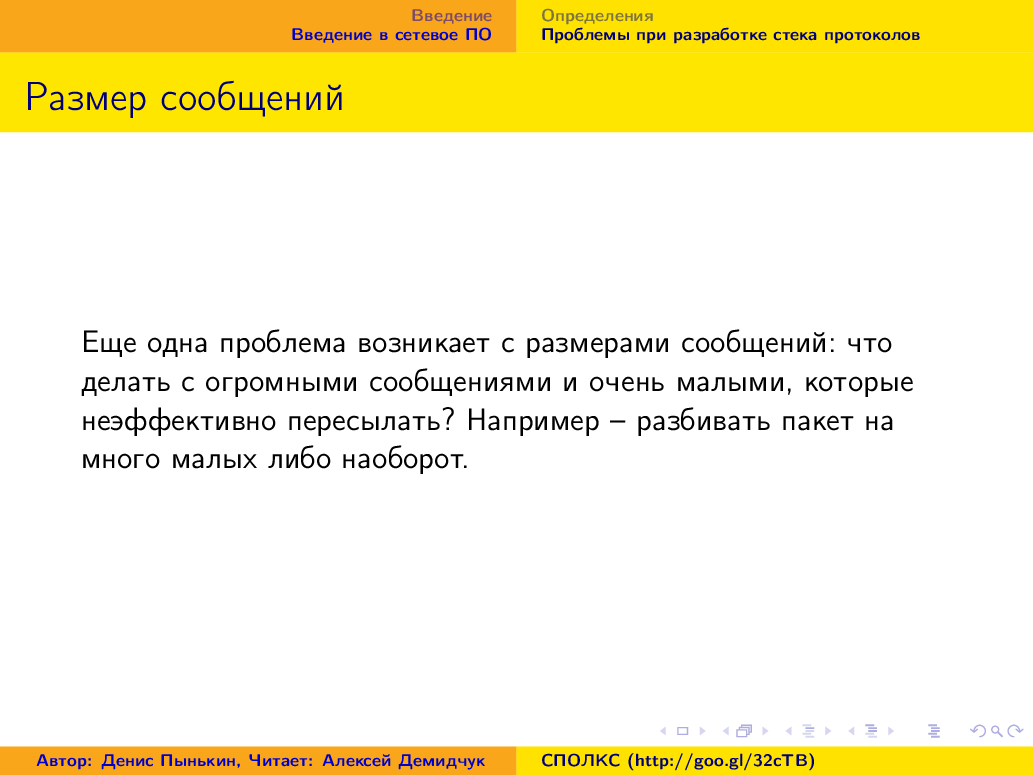 Введение
Введение в сетевое ПО
Определения
Проблемы при разработке стека протоколов
Размер сообщений
Еще одна проблема возникает с размерами сообщений: что
делать с огромными сообщениями и очень малыми, которые
неэффективно пересылать? Например – разбивать пакет на
много малых либо наоборот.
Автор: Денис Пынькин, Читает: Алексей Демидчук
СПОЛКС (http://goo.gl/32cTB)